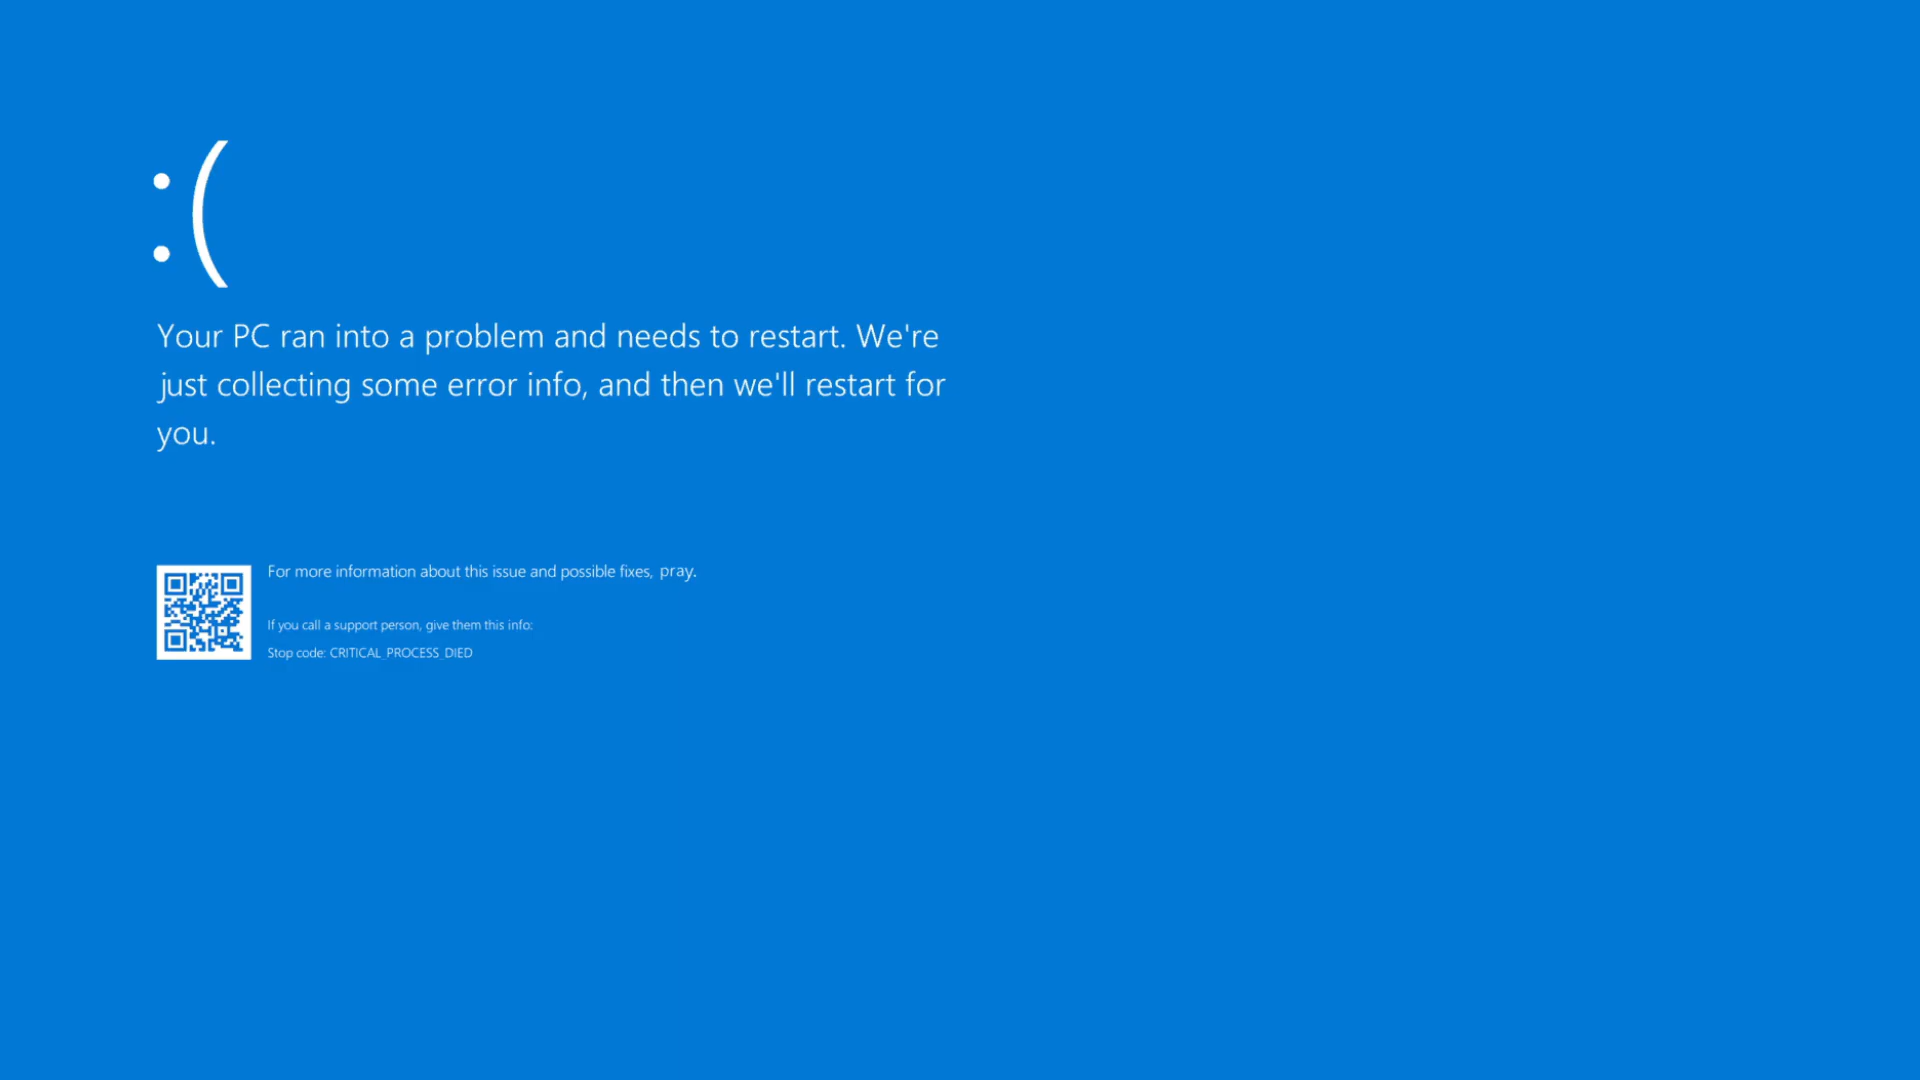 :(
Your PC ran into a problem and needs to restart. We're
just collecting some error info, and then we'll restart for
you.
For more information about this issue and possible fixes, pray.
If you call a support person, give them this info:
Stop code: CRITICAL_PROCESS_DIED